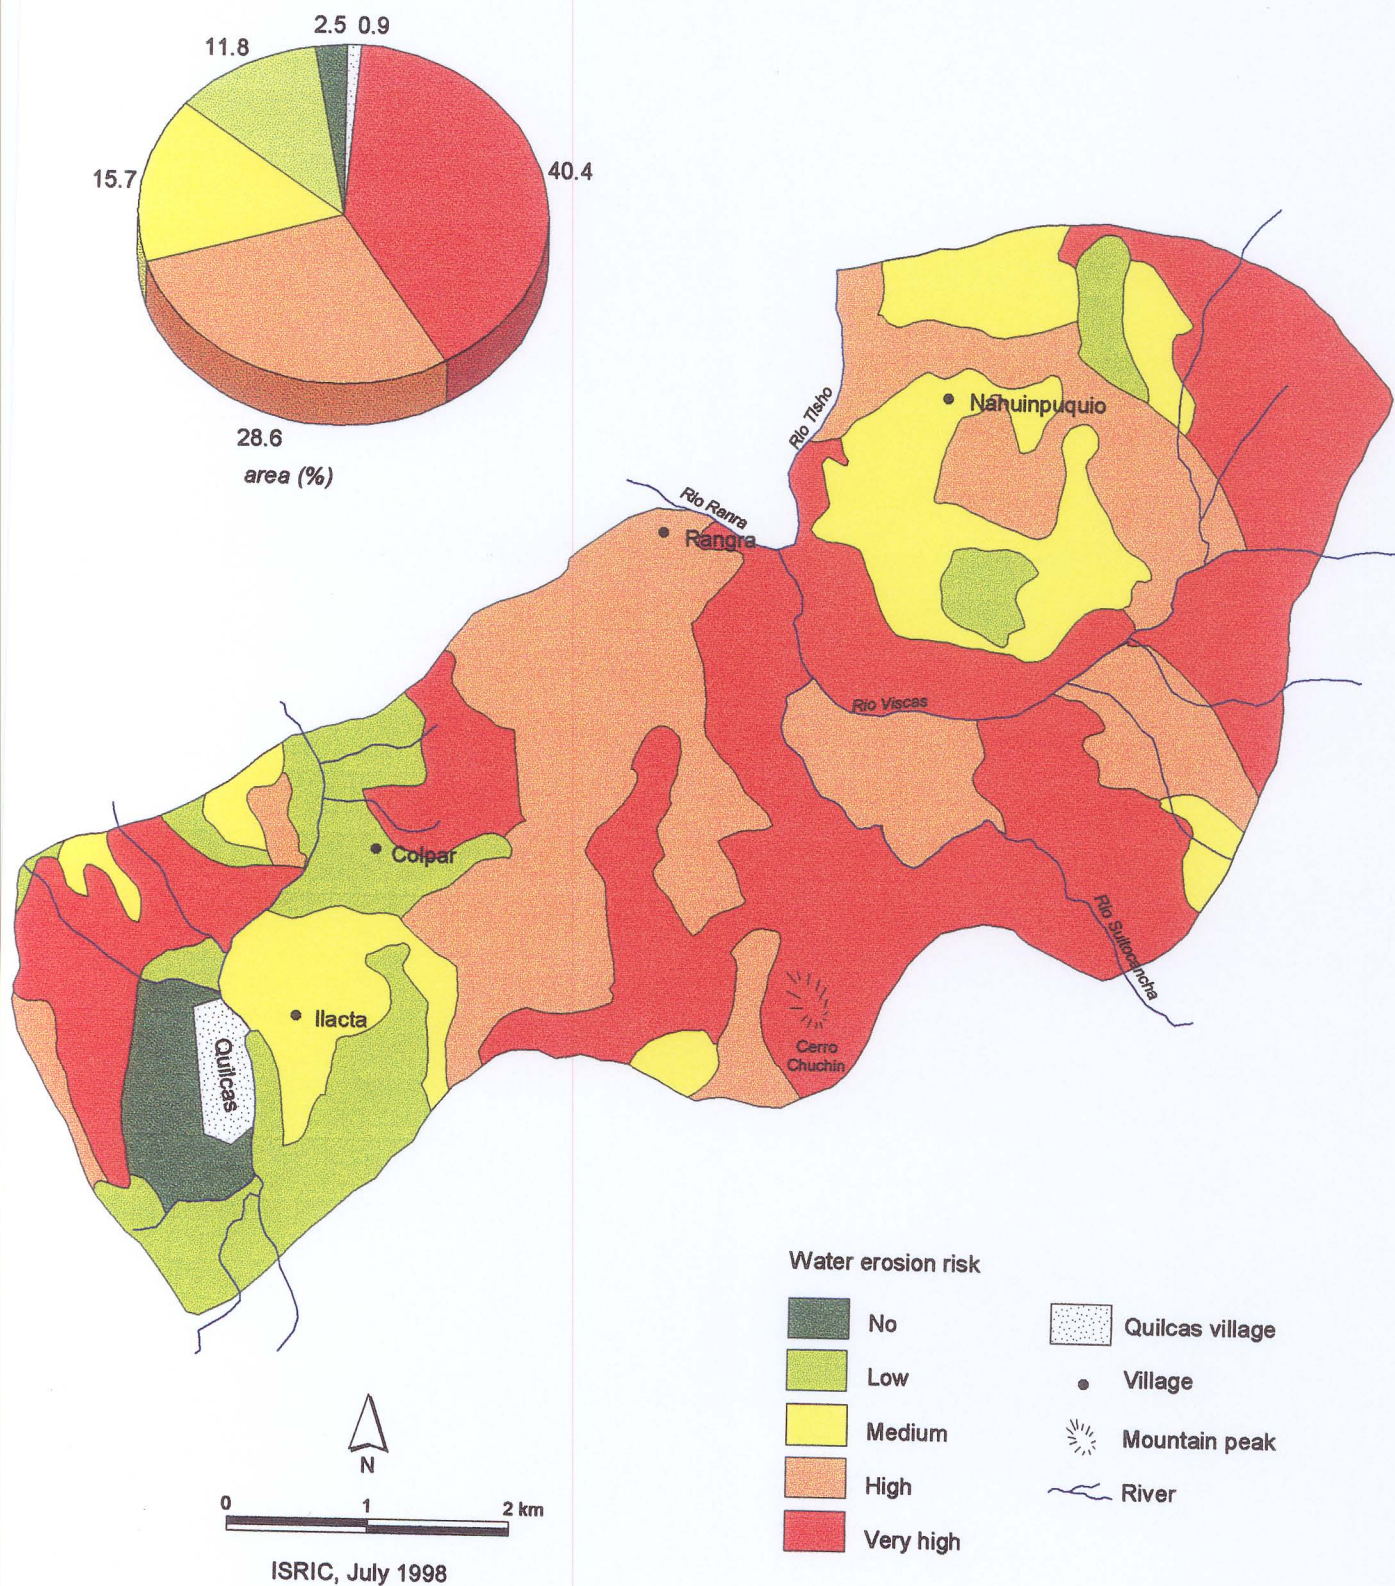 2.5 0.9
11.8
15.7
40.4
28.6
area (%)
Rio Tisho
Nahuinpuquio
Rio Ranra
Rangra
Rio Viscas
Colpar
Rio Suitocancha
Ilacta
Quilcas
Cerro
Chuchin
Water erosion risk
No
Low
Medium
High
Very high
Quilcas village
Village
Mountain peak
River
N
0 1 2 km
ISRIC, July 1998